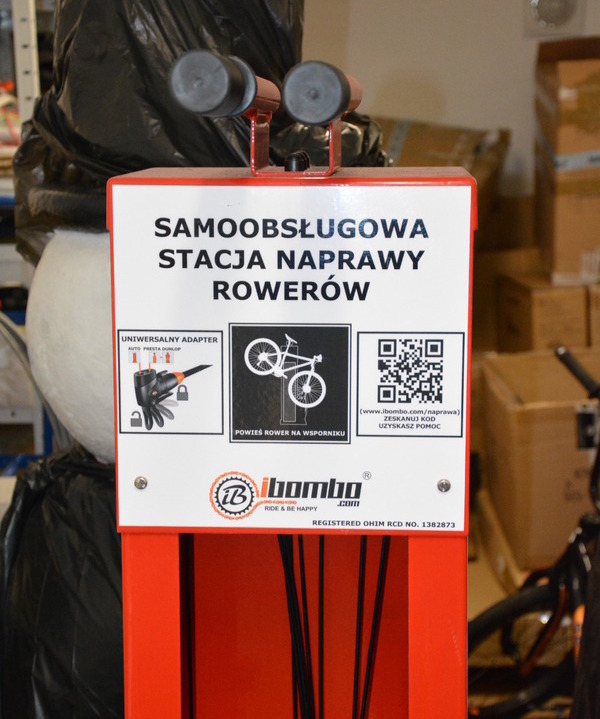 SAMOOBSŁUGOWA
STACJA NAPRAWY
ROWERÓW
UNIWERSALNY ADAPTER
AUTO PRESTA DUNLOP
POWIEŚ ROWER NA WSPORNIKU
(www.ibombo.com/naprawa)
ZESKANUJ KOD
UZYSKASZ POMOC
iB
ibombo®
.com
RIDE & BE HAPPY
REGISTERED OHIM RCD NO. 1382873